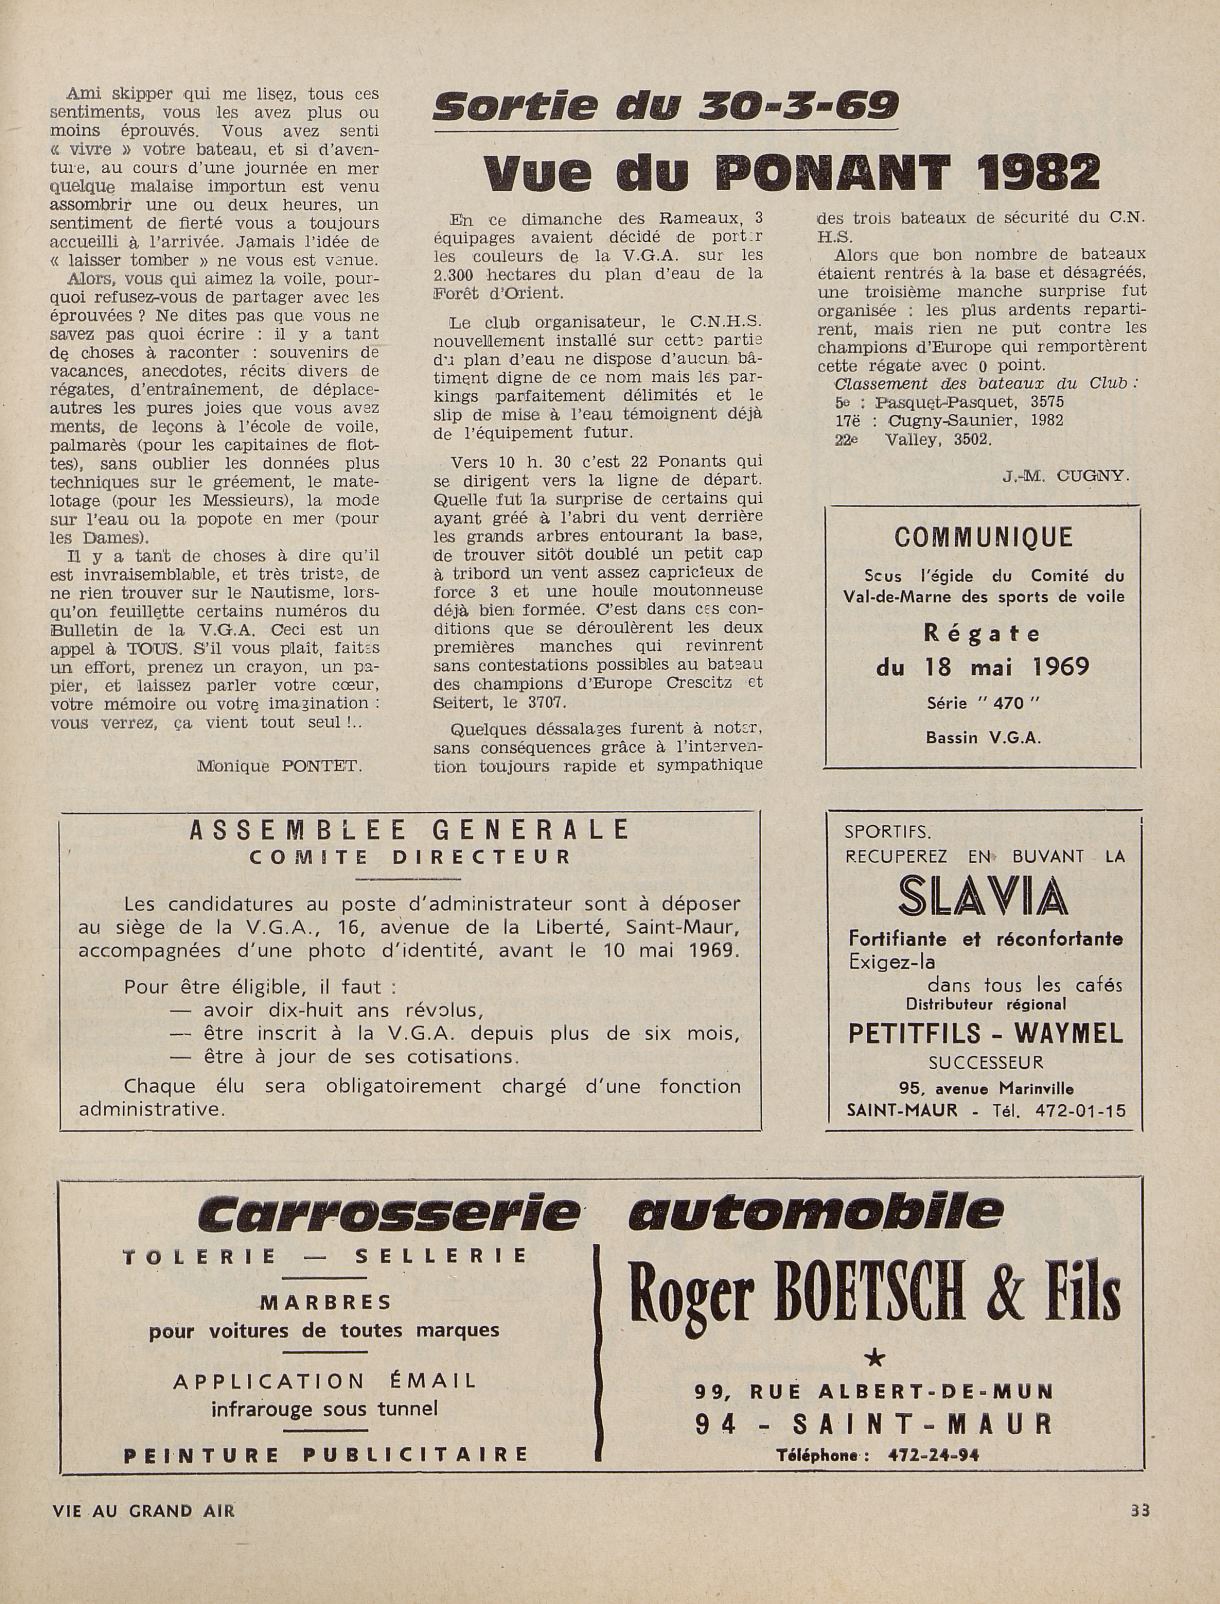 Ami skipper qui me lisez, tous ces
sentiments, vous les avez plus ou
moins éprouvés. Vous avez senti
« vivre » votre bateau, et si d'aven-
ture, au cours d'une journée en mer
quelque malaise importun est venu
assombrir une ou deux heures, un
sentiment de fierté vous a toujours
accueilli à l'arrivée. Jamais l'idée de
« laisser tomber » ne vous est venue.
Alors, vous qui aimez la voile, pour-
quoi refusez-vous de partager avec les
éprouvées ? Ne dites pas que vous ne
savez pas quoi écrire : il y a tant
de choses à raconter : souvenirs de
vacances, anecdotes, récits divers de
régates, d'entraînement, de déplace-
autres les pures joies que vous avez
ments, de leçons à l'école de voile,
palmarès (pour les capitaines de flot-
tes), sans oublier les données plus
techniques sur le gréement, le mate-
lotage (pour les Messieurs), la mode
sur l'eau ou la popote en mer (pour
les Dames).
Il y a tant de choses à dire qu'il
est invraisemblable, et très triste, de
ne rien trouver sur le Nautisme, lors-
qu'on feuillette certains numéros du
Bulletin de la V.G.A. Ceci est un
appel à TOUS. S'il vous plaît, faites
un effort, prenez un crayon, un pa-
pier, et laissez parler votre cœur,
votre mémoire ou votre imagination :
vous verrez, ça vient tout seul !..
Monique PONTET.
Sortie du 30-3-69
Vue du PONANT 1982
En ce dimanche des Rameaux, 3
équipages avaient décidé de porter
les couleurs de la V.G.A. sur les
2.300 hectares du plan d'eau de la
Forêt d'Orient.
Le club organisateur, le C.N.H.S.
nouvellement installé sur cette partie
du plan d'eau ne dispose d'aucun bâ-
timent digne de ce nom mais les par-
kings parfaitement délimités et le
slip de mise à l'eau témoignent déjà
de l'équipement futur.
Vers 10 h. 30 c'est 22 Ponants qui
se dirigent vers la ligne de départ.
Quelle fut la surprise de certains qui
ayant gréé à l'abri du vent derrière
les grands arbres entourant la base,
de trouver sitôt doublé un petit cap
à tribord un vent assez capricieux de
force 3 et une houle moutonneuse
déjà bien formée. C'est dans ces con-
ditions que se déroulèrent les deux
premières manches qui revinrent
sans contestations possibles au bateau
des champions d'Europe Crescitz et
Seitert, le 3707.
Quelques déssalages furent à noter,
sans conséquences grâce à l'interven-
tion toujours rapide et sympathique
des trois bateaux de sécurité du C.N.
H.S.
Alors que bon nombre de bateaux
étaient rentrés à la base et désagréés,
une troisième manche surprise fut
organisée : les plus ardents reparti-
rent, mais rien ne put contre les
champions d'Europe qui remportèrent
cette régate avec 0 point.
Classement des bateaux du Club :
5e : Pasquet-Pasquet, 3575
17ë : Cugny-Saunier, 1982
22e Valley, 3502.
J.-M. CUGNY.
COMMUNIQUE
Sous l'égide du Comité du
Val-de-Marne des sports de voile
Régate
du 18 mai 1969
Série " 470 "
Bassin V.G.A.
ASSEMBLEE GENERALE
COMITE DIRECTEUR
Les candidatures au poste d'administrateur sont à déposer
au siège de la V.G.A., 16, avenue de la Liberté, Saint-Maur,
accompagnées d'une photo d'identité, avant le 10 mai 1969.
Pour être éligible, il faut :
— avoir dix-huit ans révolus,
— être inscrit à la V.G.A. depuis plus de six mois,
— être à jour de ses cotisations.
Chaque élu sera obligatoirement chargé d'une fonction
administrative.
SPORTIFS.
RECUPEREZ EN BUVANT LA
SLAVIA
Fortifiante et réconfortante
Exigez-la
dans tous les cafés
Distributeur régional
PETITFILS - WAYMEL
SUCCESSEUR
95, avenue Marinville
SAINT-MAUR - Tél. 472-01-15
Carrosserie automobile
TOLERIE — SELLERIE
MARBRES
pour voitures de toutes marques
APPLICATION ÉMAIL
infrarouge sous tunnel
PEINTURE PUBLICITAIRE
Roger BOETSCH & Fils
★
99, RUE ALBERT-DE-MUN
94 - SAINT-MAUR
Téléphone : 472-24-94
VIE AU GRAND AIR
33